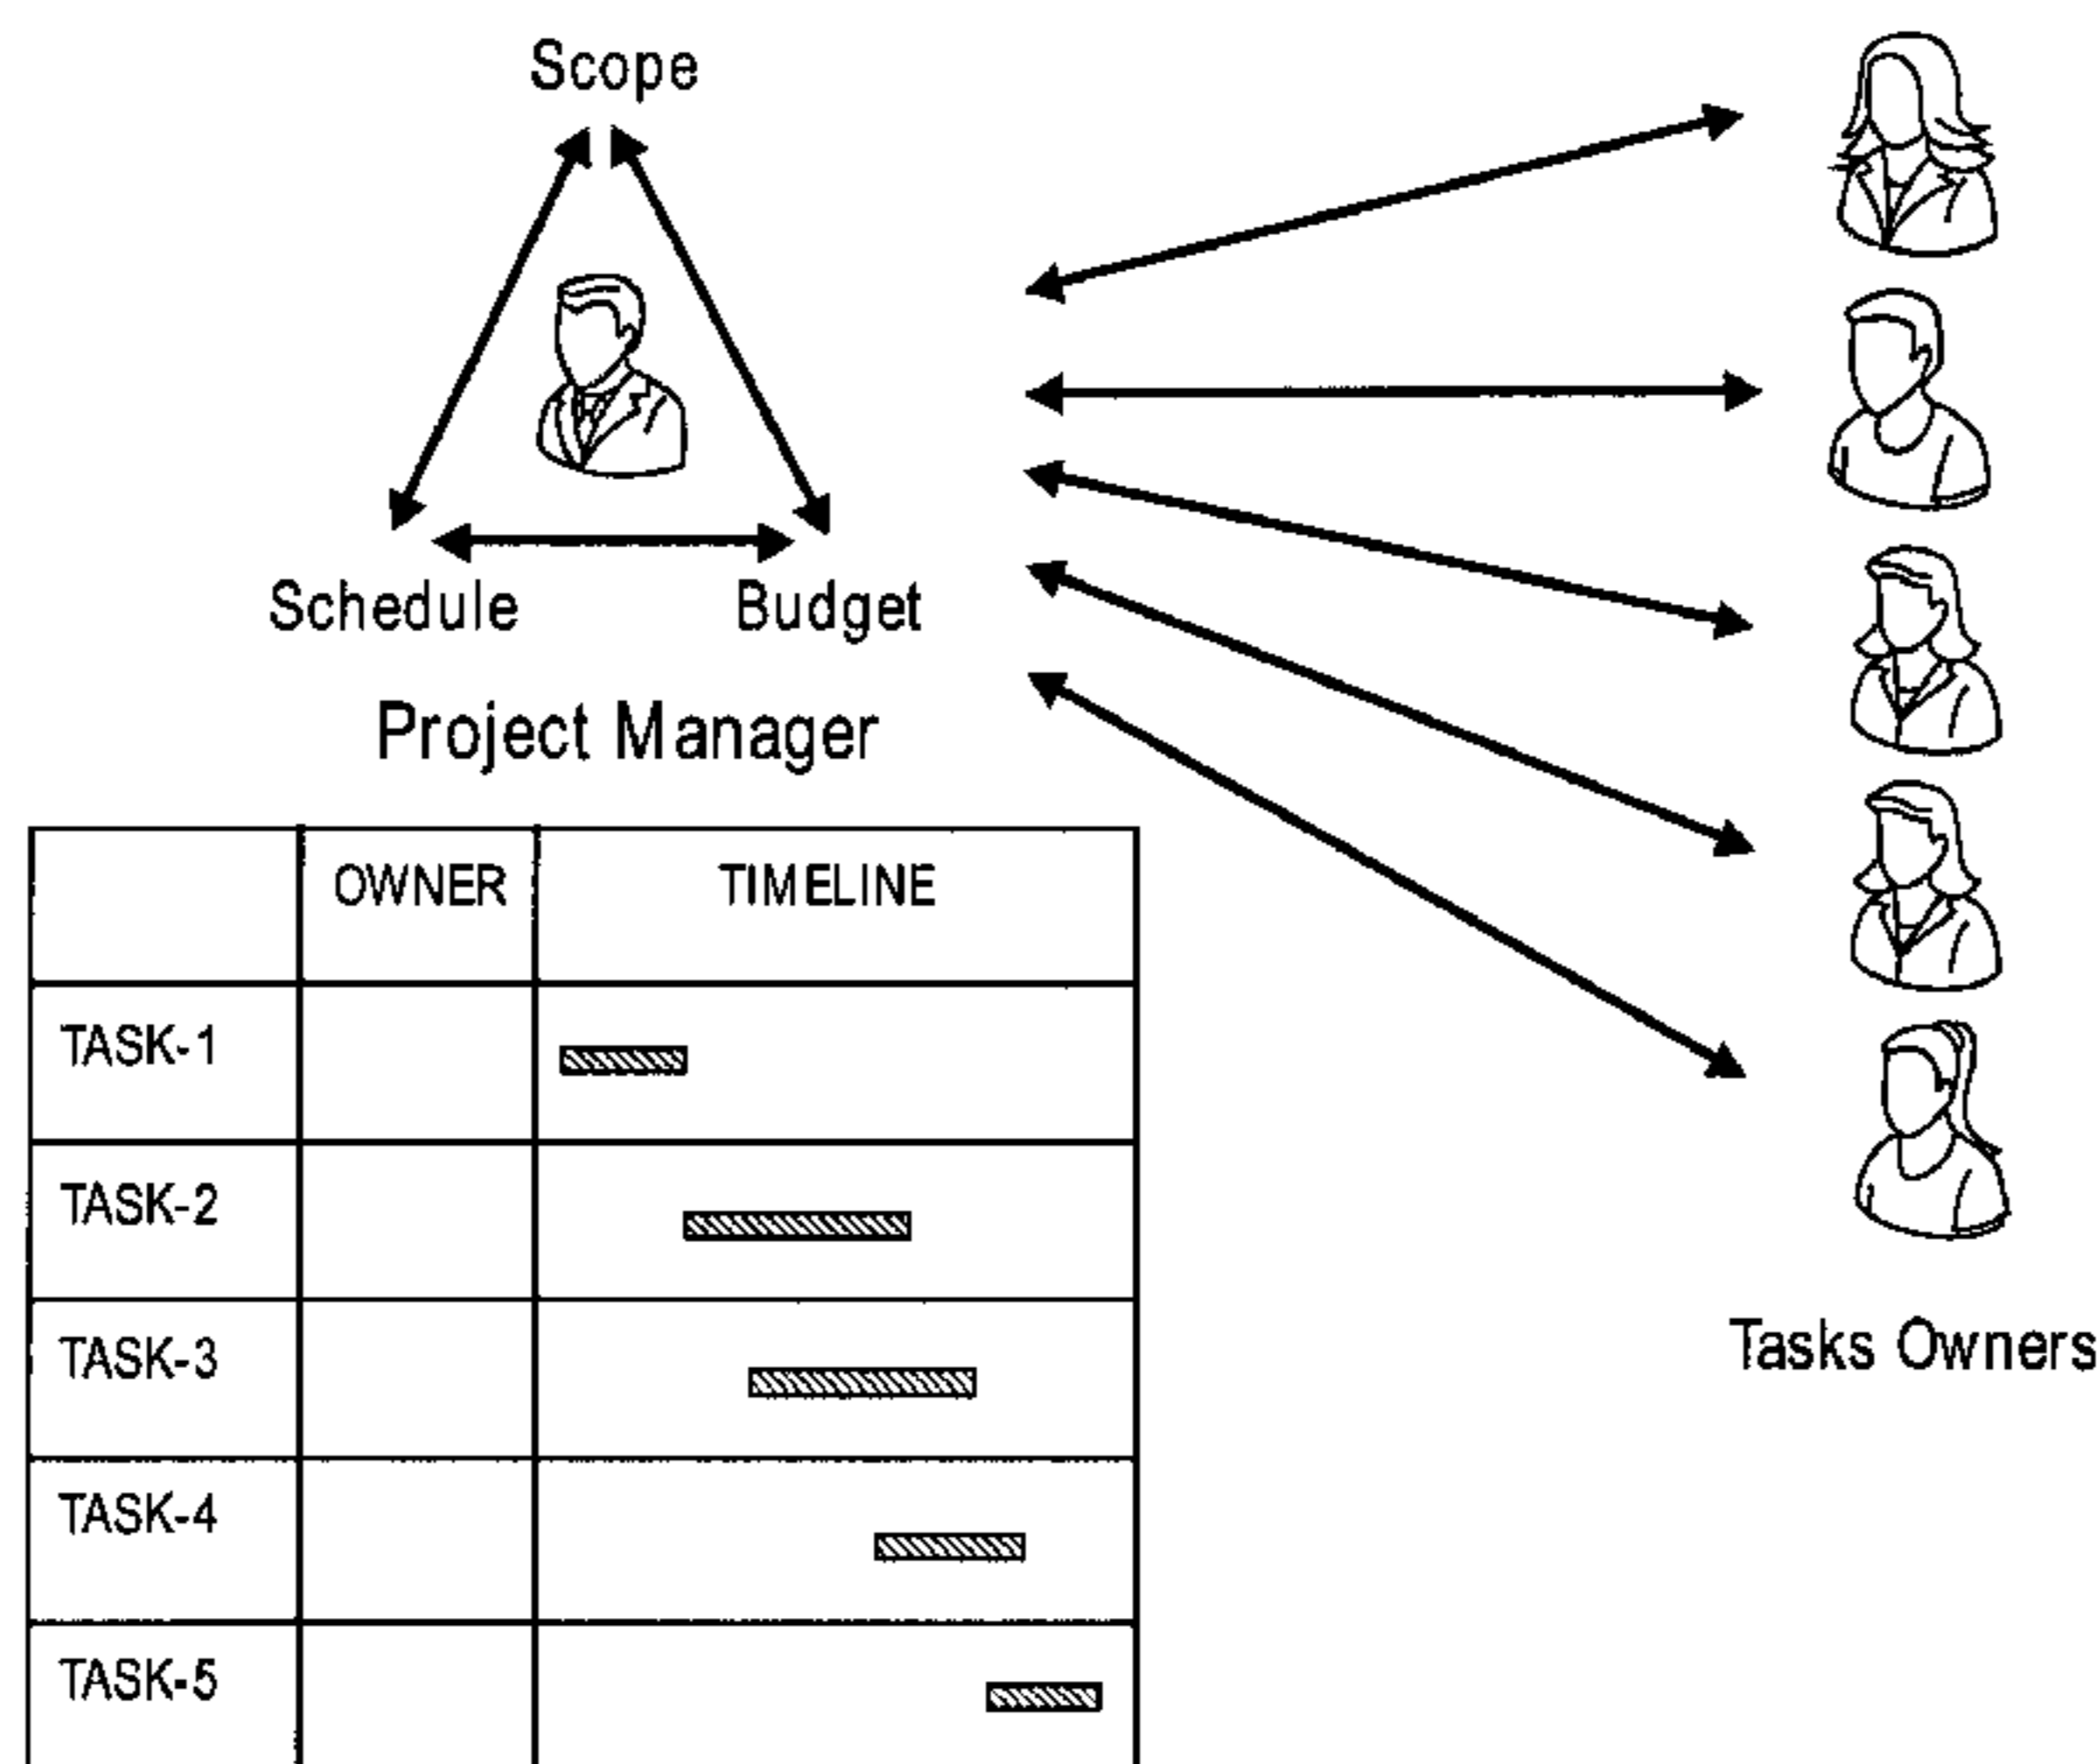 Scope
Schedule Budget
Project Manager
OWNER TIMELINE
TASK-1
TASK-2
TASK-3
TASK-4
TASK-5
Tasks Owners